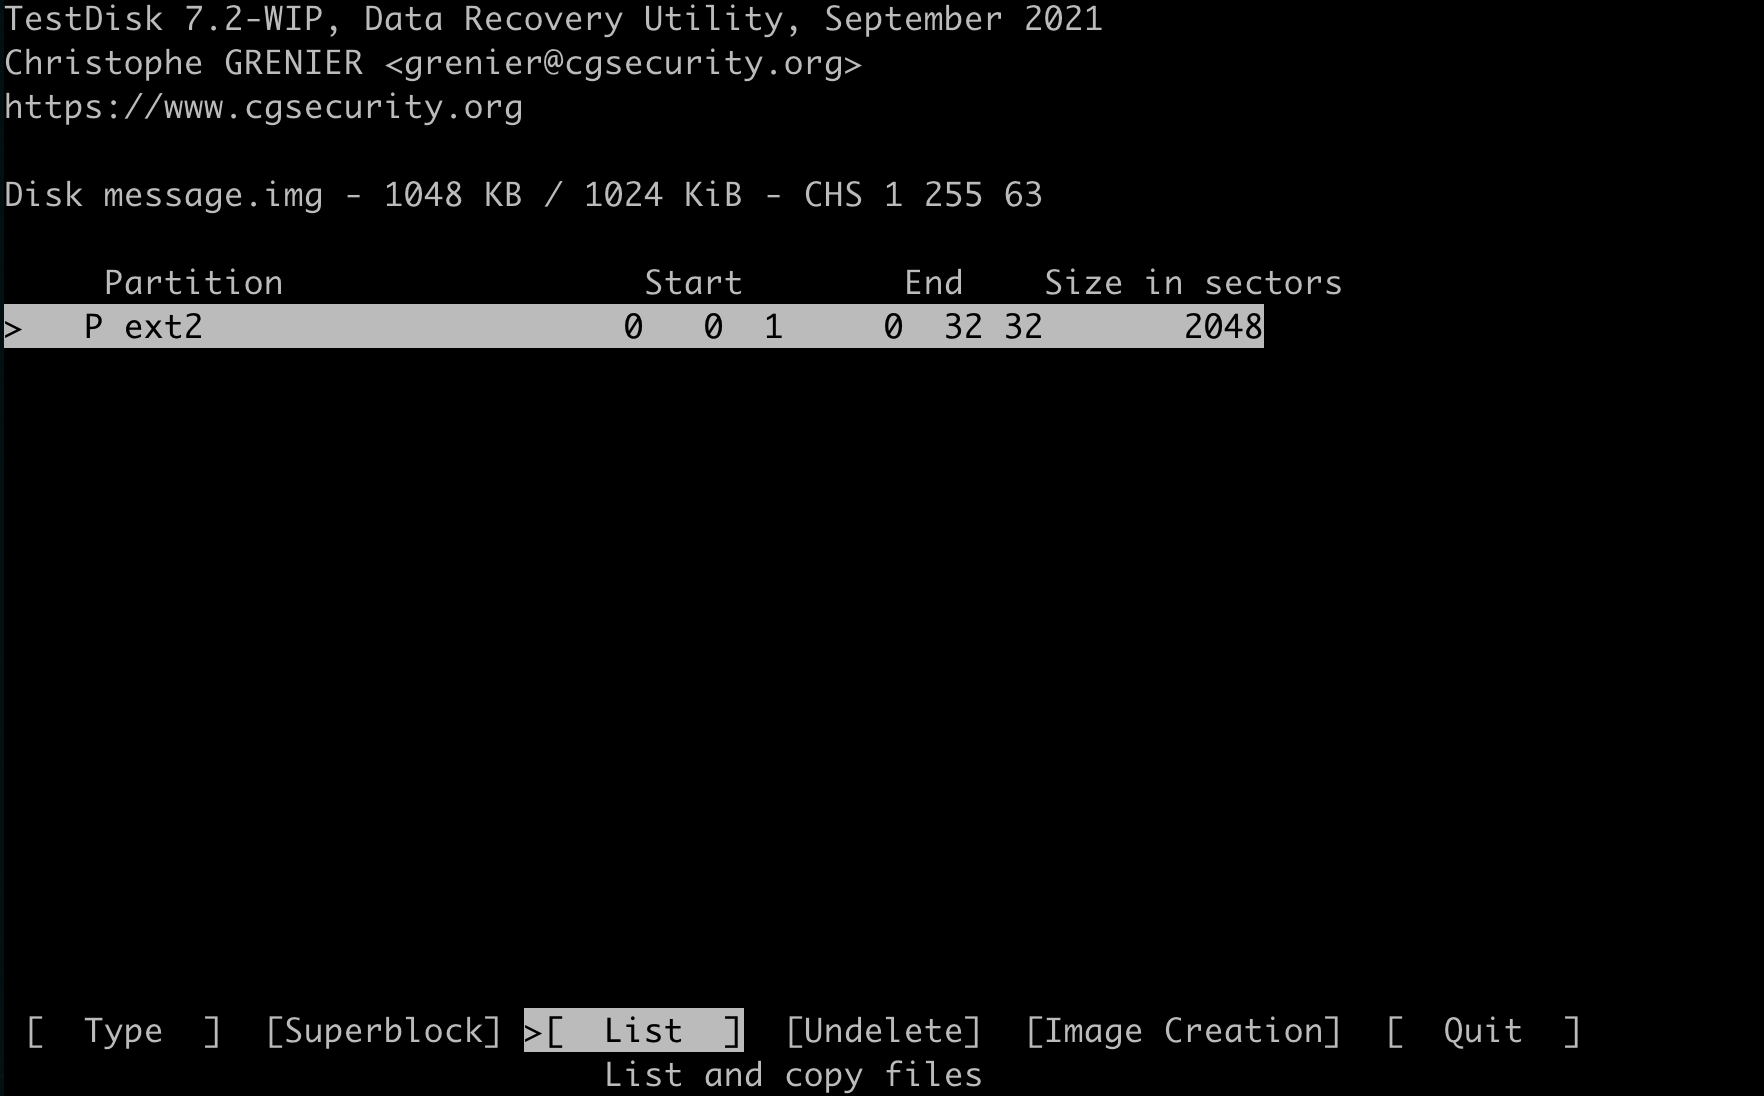 TestDisk 7.2-WIP, Data Recovery Utility, September 2021
Christophe GRENIER <grenier@cgsecurity.org>
https://www.cgsecurity.org
Disk message.img - 1048 KB / 1024 KiB - CHS 1 255 63
     Partition                  Start        End    Size in sectors
>   P ext2                     0   0  1     0  32 32       2048
[  Type  ]  [Superblock] >[  List  ]  [Undelete]  [Image Creation]  [  Quit  ]
List and copy files